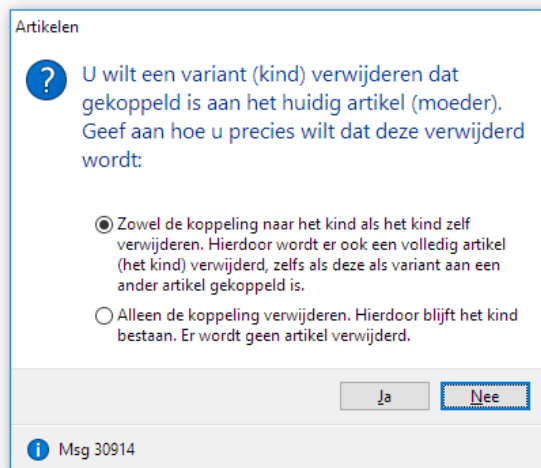 Artikelen
U wilt een variant (kind) verwijderen dat
gekoppeld is aan het huidig artikel (moeder).
Geef aan hoe u precies wilt dat deze verwijderd
wordt:
Zowel de koppeling naar het kind als het kind zelf
verwijderen. Hierdoor wordt er ook een volledig artikel
(het kind) verwijderd, zelfs als deze als variant aan een
ander artikel gekoppeld is.
Alleen de koppeling verwijderen. Hierdoor blijft het kind
bestaan. Er wordt geen artikel verwijderd.
Ja
Nee
Msg 30914